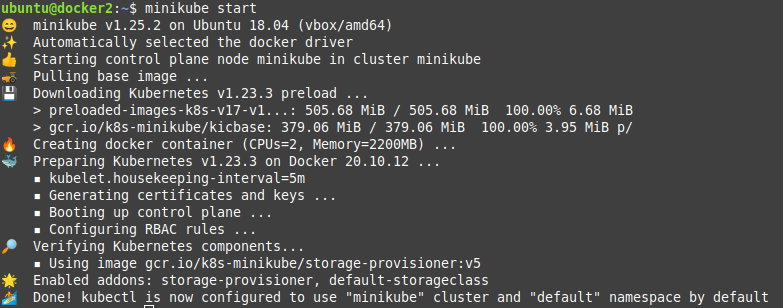 ubuntu@docker2:~$ minikube start
😄 minikube v1.25.2 on Ubuntu 18.04 (vbox/amd64)
✨ Automatically selected the docker driver
👍 Starting control plane node minikube in cluster minikube
🚜 Pulling base image ...
💾 Downloading Kubernetes v1.23.3 preload ...
> preloaded-images-k8s-v17-v1...: 505.68 MiB / 505.68 MiB 100.00% 6.68 MiB
> gcr.io/k8s-minikube/kicbase: 379.06 MiB / 379.06 MiB 100.00% 3.95 MiB p/
🔥 Creating docker container (CPUs=2, Memory=2200MB) ...
🐳 Preparing Kubernetes v1.23.3 on Docker 20.10.12 ...
▪ kubelet.housekeeping-interval=5m
▪ Generating certificates and keys ...
▪ Booting up control plane ...
▪ Configuring RBAC rules ...
🔎 Verifying Kubernetes components...
▪ Using image gcr.io/k8s-minikube/storage-provisioner:v5
🌟 Enabled addons: storage-provisioner, default-storageclass
🏄 Done! kubectl is now configured to use "minikube" cluster and "default" namespace by default